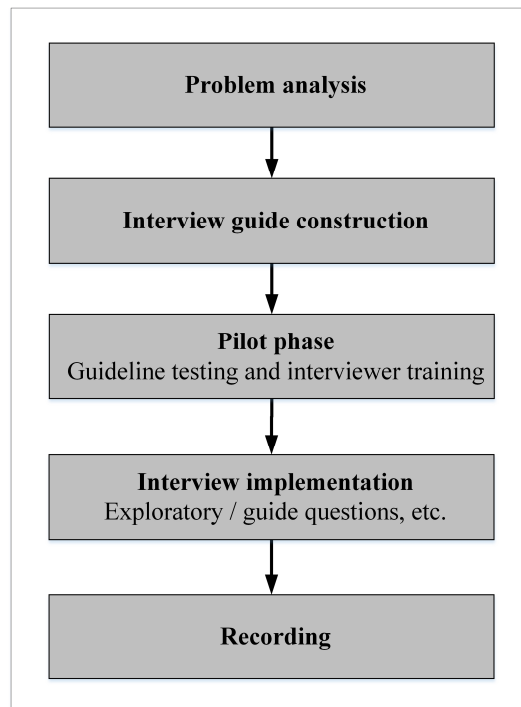 Problem analysis
Interview guide construction
Pilot phase
Guideline testing and interviewer training
Interview implementation
Exploratory / guide questions, etc.
Recording